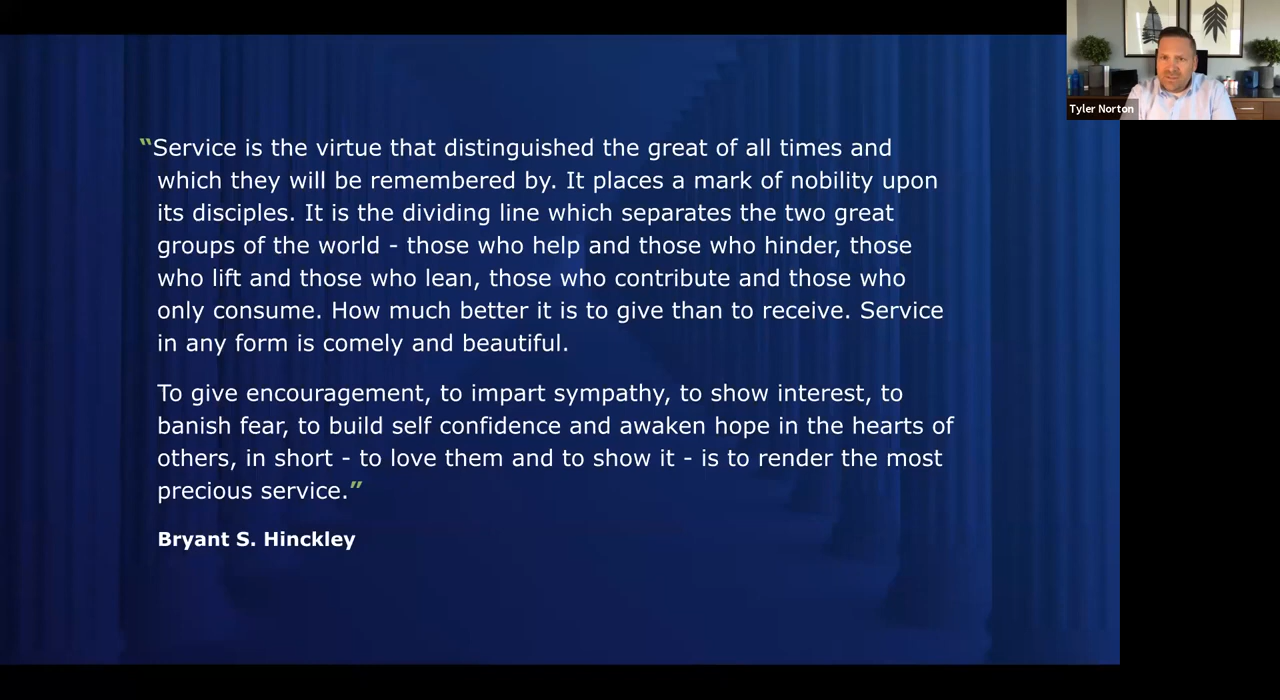 Tyler Norton
“Service is the virtue that distinguished the great of all times and
which they will be remembered by. It places a mark of nobility upon
its disciples. It is the dividing line which separates the two great
groups of the world - those who help and those who hinder, those
who lift and those who lean, those who contribute and those who
only consume. How much better it is to give than to receive. Service
in any form is comely and beautiful.
To give encouragement, to impart sympathy, to show interest, to
banish fear, to build self confidence and awaken hope in the hearts of
others, in short - to love them and to show it - is to render the most
precious service.”
Bryant S. Hinckley